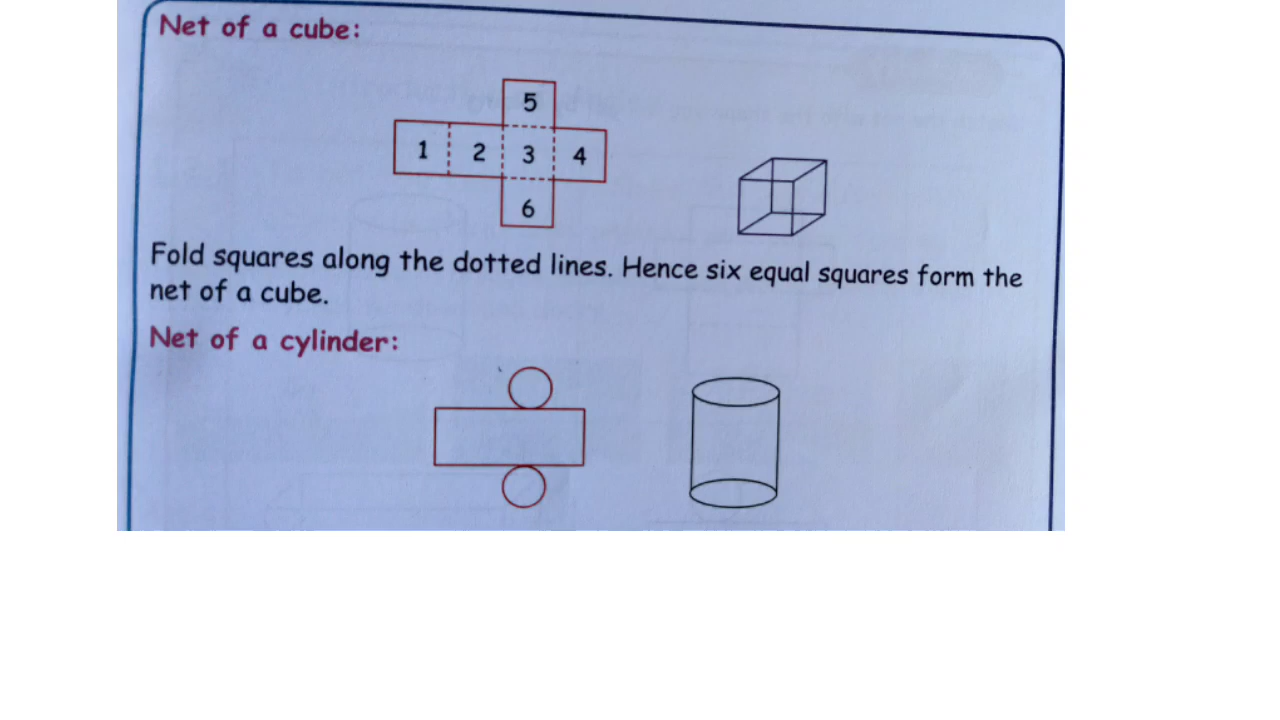 Net of a cube:
5
1 2 3 4
6
Fold squares along the dotted lines. Hence six equal squares form the
net of a cube.
Net of a cylinder: